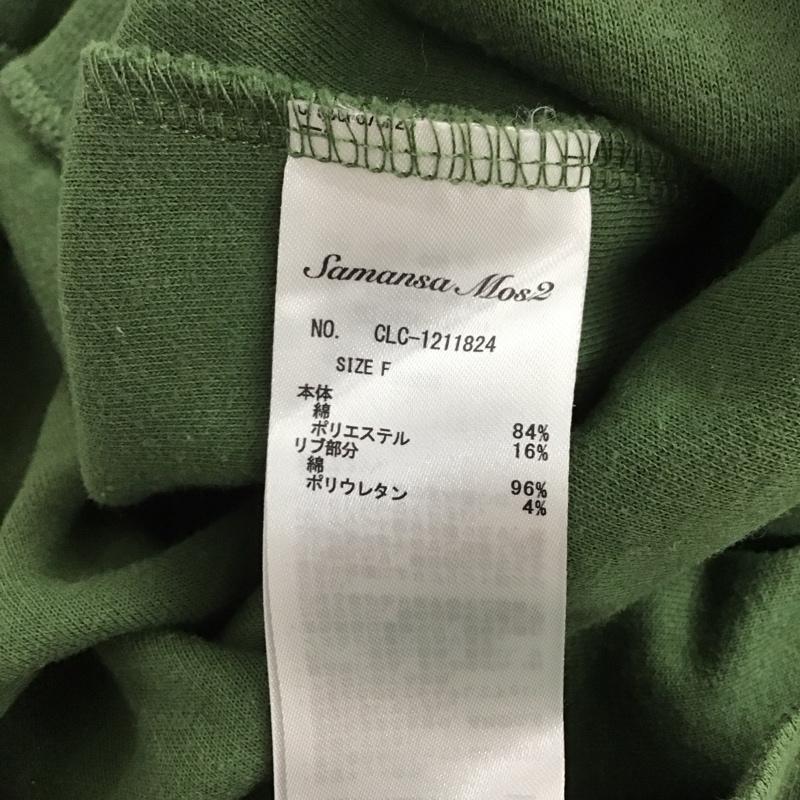 Samansa Mos2
NO. CLC-1211824
SIZE F
本体
綿 84%
ポリエステル 16%
リブ部分
綿 96%
ポリウレタン 4%